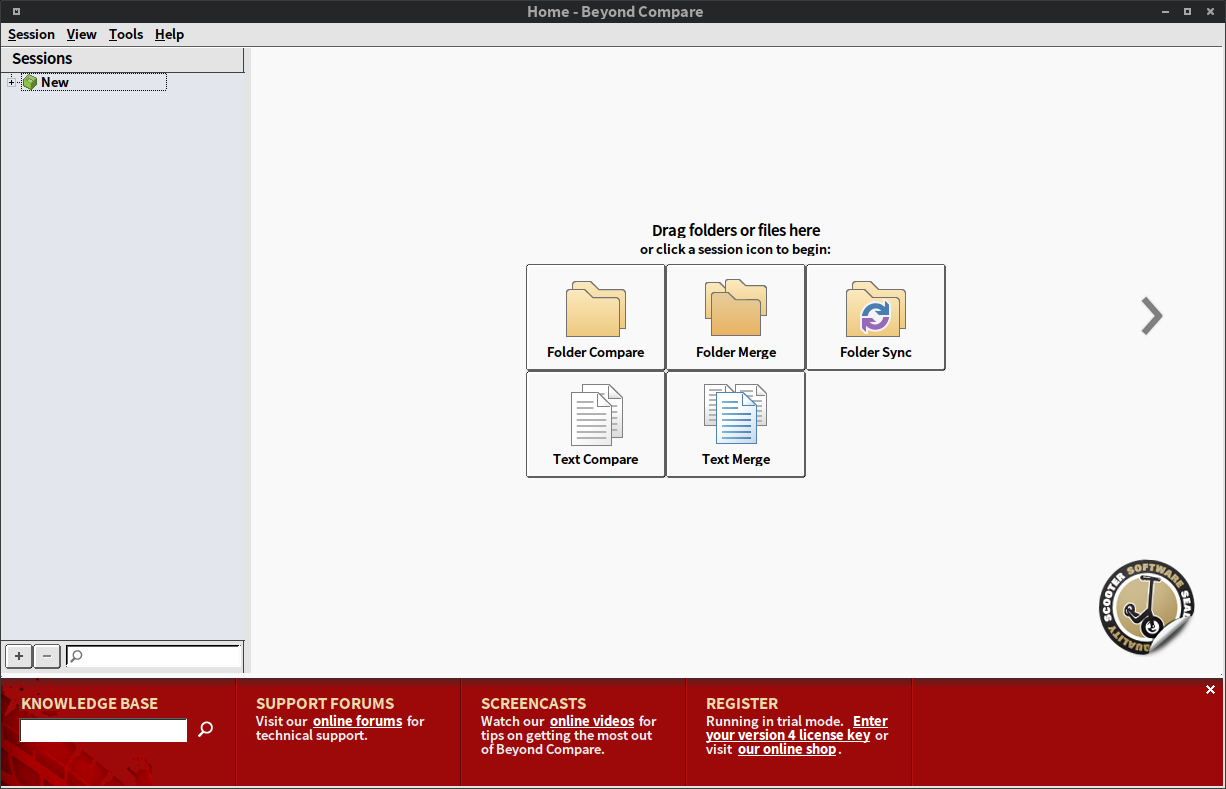 Home - Beyond Compare
Session View Tools Help
Sessions
New
Drag folders or files here
or click a session icon to begin:
Folder Compare Folder Merge Folder Sync
Text Compare Text Merge
SCOOTER SOFTWARE SEAL
QUALITY
KNOWLEDGE BASE
SUPPORT FORUMS
Visit our online forums for
technical support.
SCREENCASTS
Watch our online videos for
tips on getting the most out
of Beyond Compare.
REGISTER
Running in trial mode. Enter
your version 4 license key or
visit our online shop.